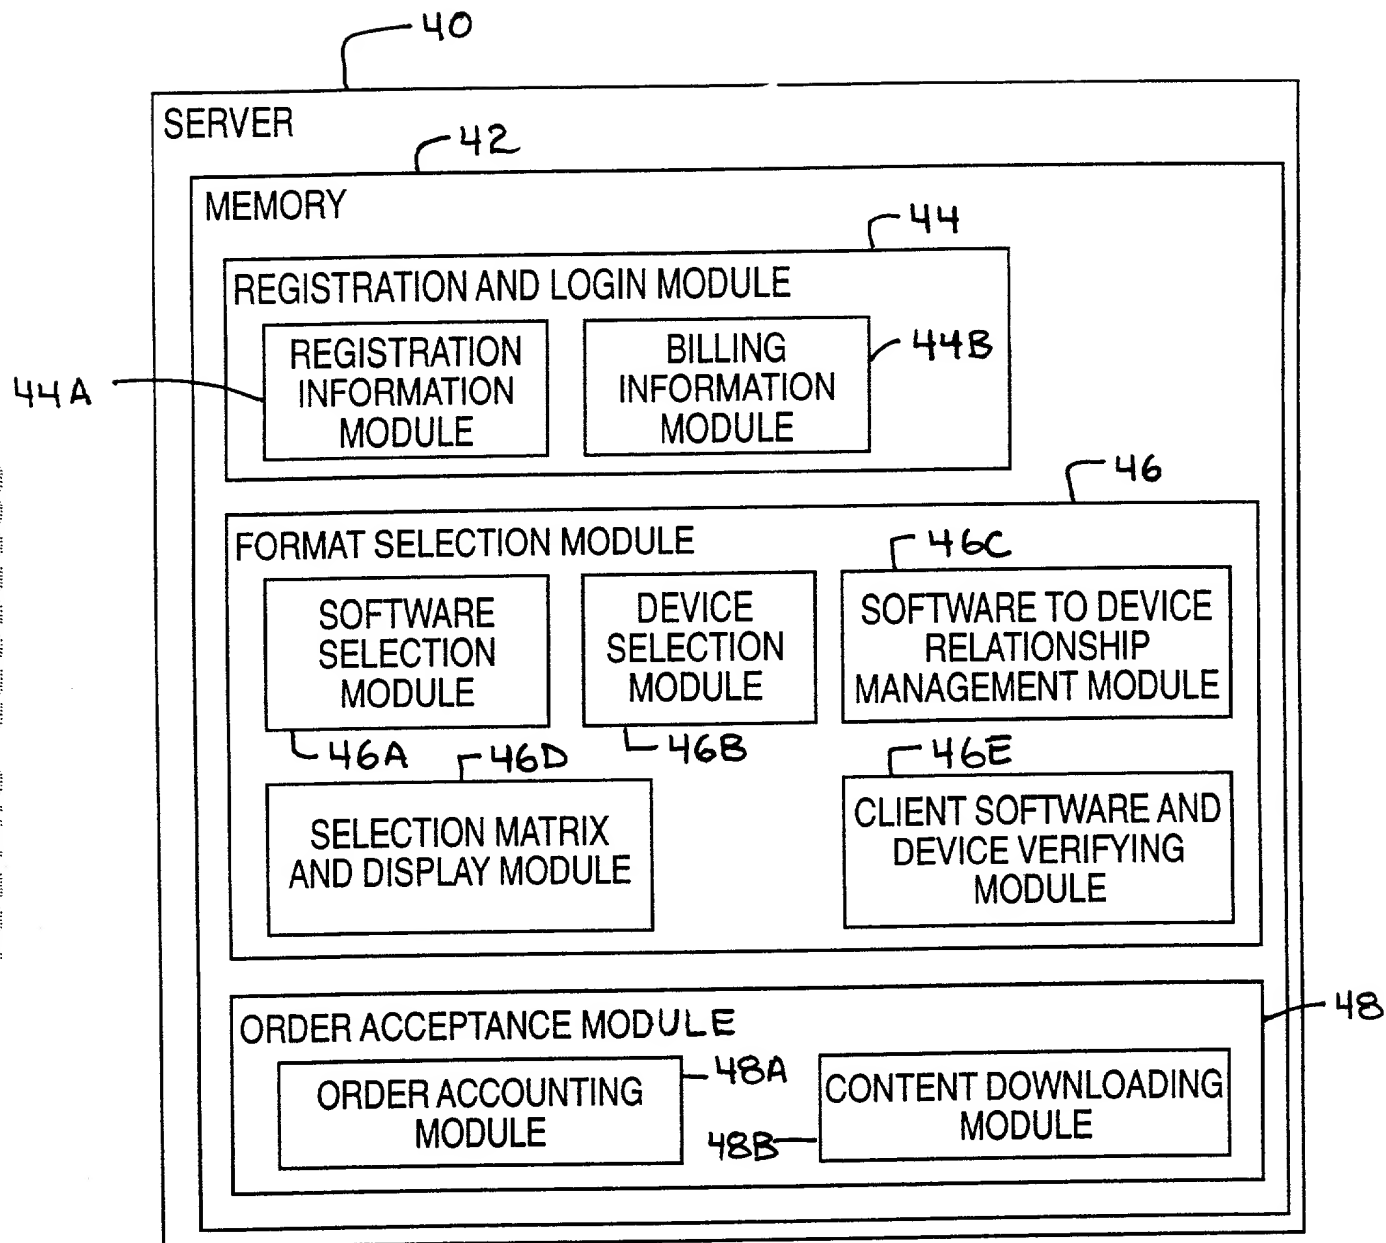 40
SERVER
42
MEMORY
44
REGISTRATION AND LOGIN MODULE
REGISTRATION
INFORMATION
MODULE
44A
BILLING
INFORMATION
MODULE
44B
46
FORMAT SELECTION MODULE
SOFTWARE
SELECTION
MODULE
46A
DEVICE
SELECTION
MODULE
46B
46C
SOFTWARE TO DEVICE
RELATIONSHIP
MANAGEMENT MODULE
46D
SELECTION MATRIX
AND DISPLAY MODULE
46E
CLIENT SOFTWARE AND
DEVICE VERIFYING
MODULE
48
ORDER ACCEPTANCE MODULE
ORDER ACCOUNTING
MODULE
48A
CONTENT DOWNLOADING
MODULE
48B